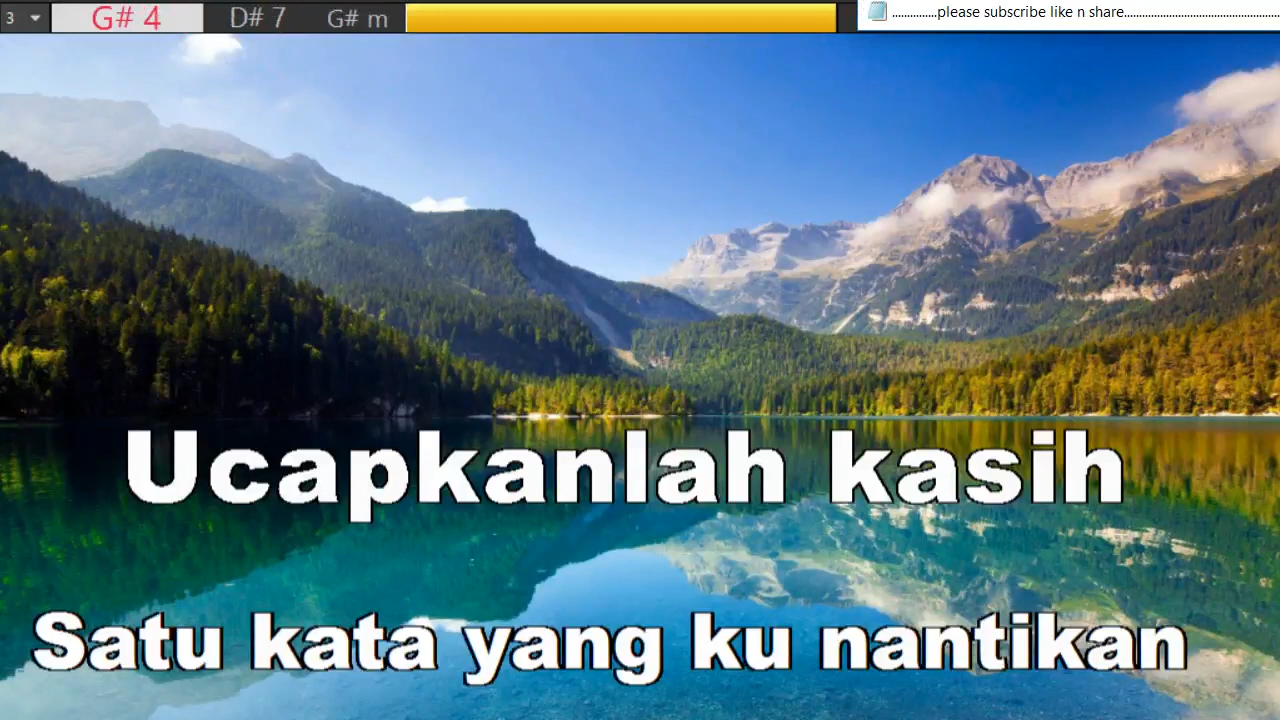 3 G# 4 D# 7 G# m ..............please subscribe like n share................................................
Ucapkanlah kasih
Satu kata yang ku nantikan